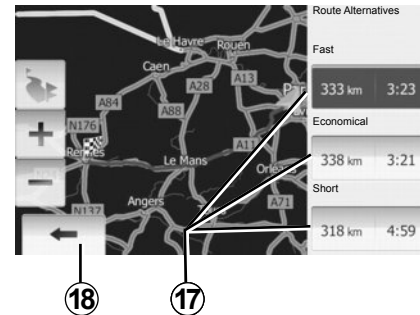 Route Alternatives
Le Havre
Rouen
Fast
Caen
A28
A13
333 km 3:23
A84
A88
Economical
N176
Rennes
Le Mans
A11
338 km 3:21
Orléans
Short
Angers
A71
N137
318 km 4:59
18
17